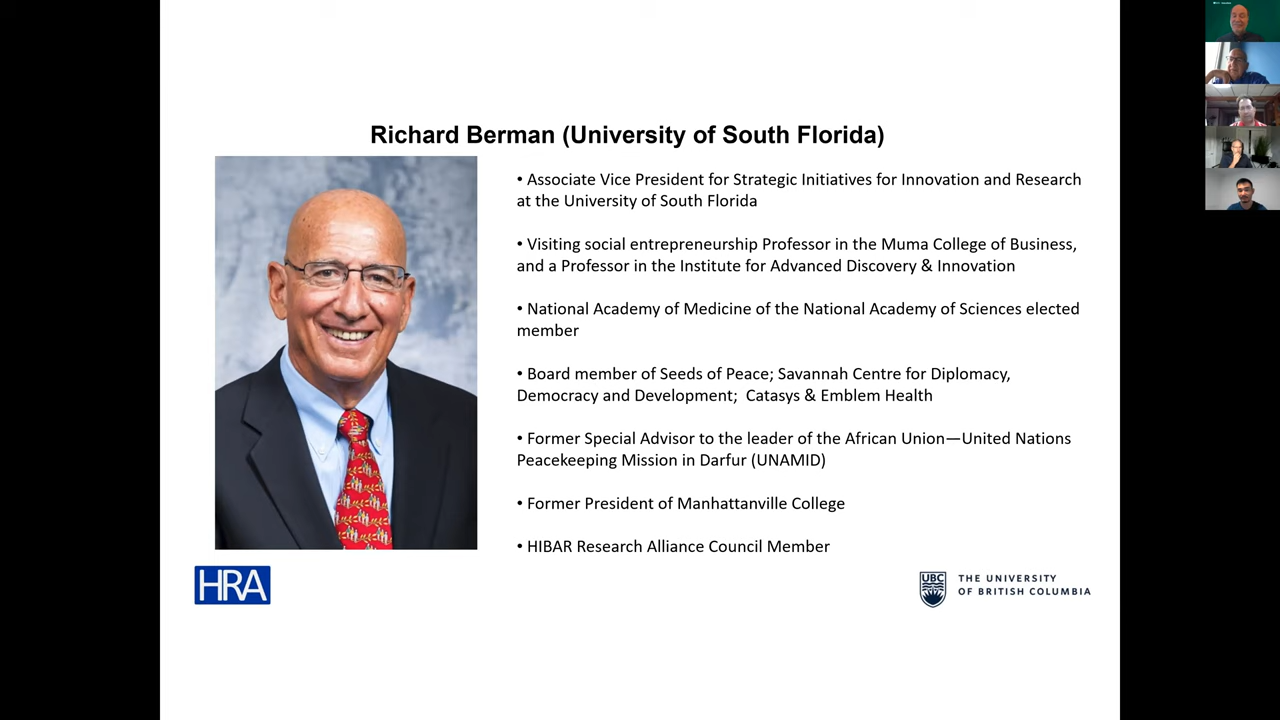 Richard Berman (University of South Florida)
• Associate Vice President for Strategic Initiatives for Innovation and Research
at the University of South Florida
• Visiting social entrepreneurship Professor in the Muma College of Business,
and a Professor in the Institute for Advanced Discovery & Innovation
• National Academy of Medicine of the National Academy of Sciences elected
member
• Board member of Seeds of Peace; Savannah Centre for Diplomacy,
Democracy and Development;  Catasys & Emblem Health
• Former Special Advisor to the leader of the African Union—United Nations
Peacekeeping Mission in Darfur (UNAMID)
• Former President of Manhattanville College
• HIBAR Research Alliance Council Member
HRA
UBC
THE UNIVERSITY
OF BRITISH COLUMBIA